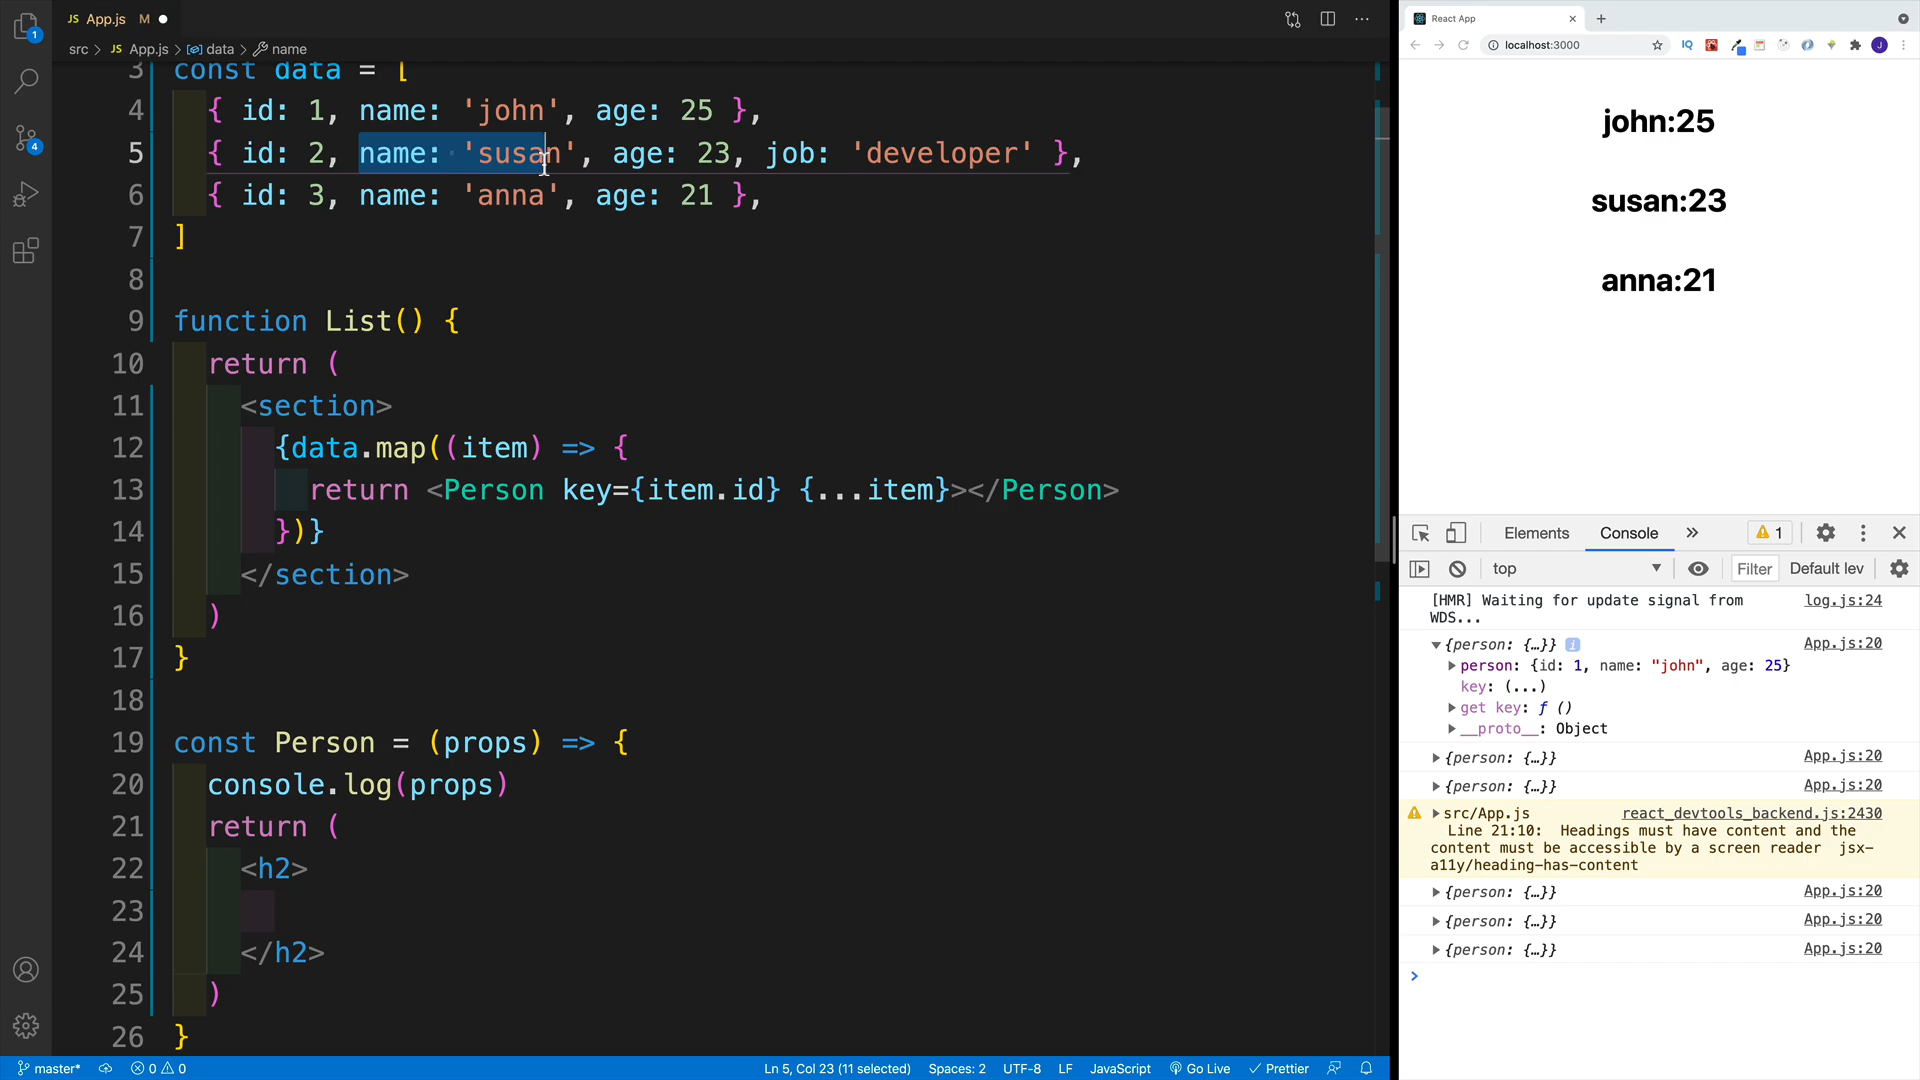 App.js M
src > App.js > data > name
3 const data = [
4 { id: 1, name: 'john', age: 25 },
5 { id: 2, name: 'susan', age: 23, job: 'developer' },
6 { id: 3, name: 'anna', age: 21 },
7 ]
8
9 function List() {
10 return (
11 <section>
12 {data.map((item) => {
13 return <Person key={item.id} {...item}></Person>
14 })}
15 </section>
16 )
17 }
18
19 const Person = (props) => {
20 console.log(props)
21 return (
22 <h2>
23
24 </h2>
25 )
26 }
1
4
master* 0 0 Ln 5, Col 23 (11 selected) Spaces: 2 UTF-8 LF JavaScript Go Live Prettier
React App
localhost:3000
john:25
susan:23
anna:21
Elements Console 1
top Filter Default lev
[HMR] Waiting for update signal from log.js:24
WDS...
{person: {…}} App.js:20
person: {id: 1, name: "john", age: 25}
key: (...)
get key: ƒ ()
__proto__: Object
{person: {…}} App.js:20
{person: {…}} App.js:20
src/App.js react_devtools_backend.js:2430
Line 21:10: Headings must have content and the
content must be accessible by a screen reader jsx-
a11y/heading-has-content
{person: {…}} App.js:20
{person: {…}} App.js:20
{person: {…}} App.js:20